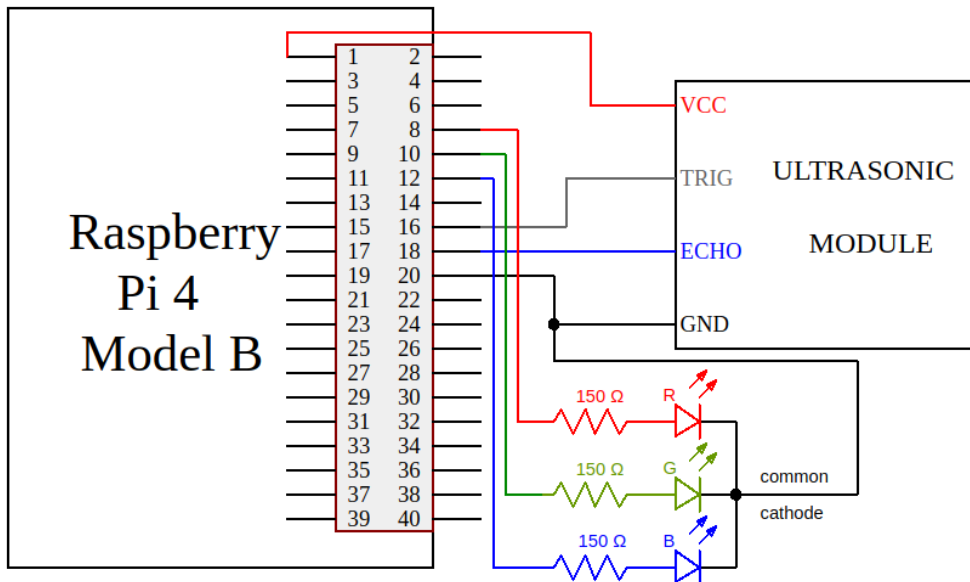 1 2
3 4
5 6
7 8
9 10
11 12
13 14
15 16
17 18
19 20
21 22
23 24
25 26
27 28
29 30
31 32
33 34
35 36
37 38
39 40
Raspberry
Pi 4
Model B
VCC
TRIG
ECHO
GND
ULTRASONIC
MODULE
150 Ω
R
150 Ω
G
150 Ω
B
common
cathode